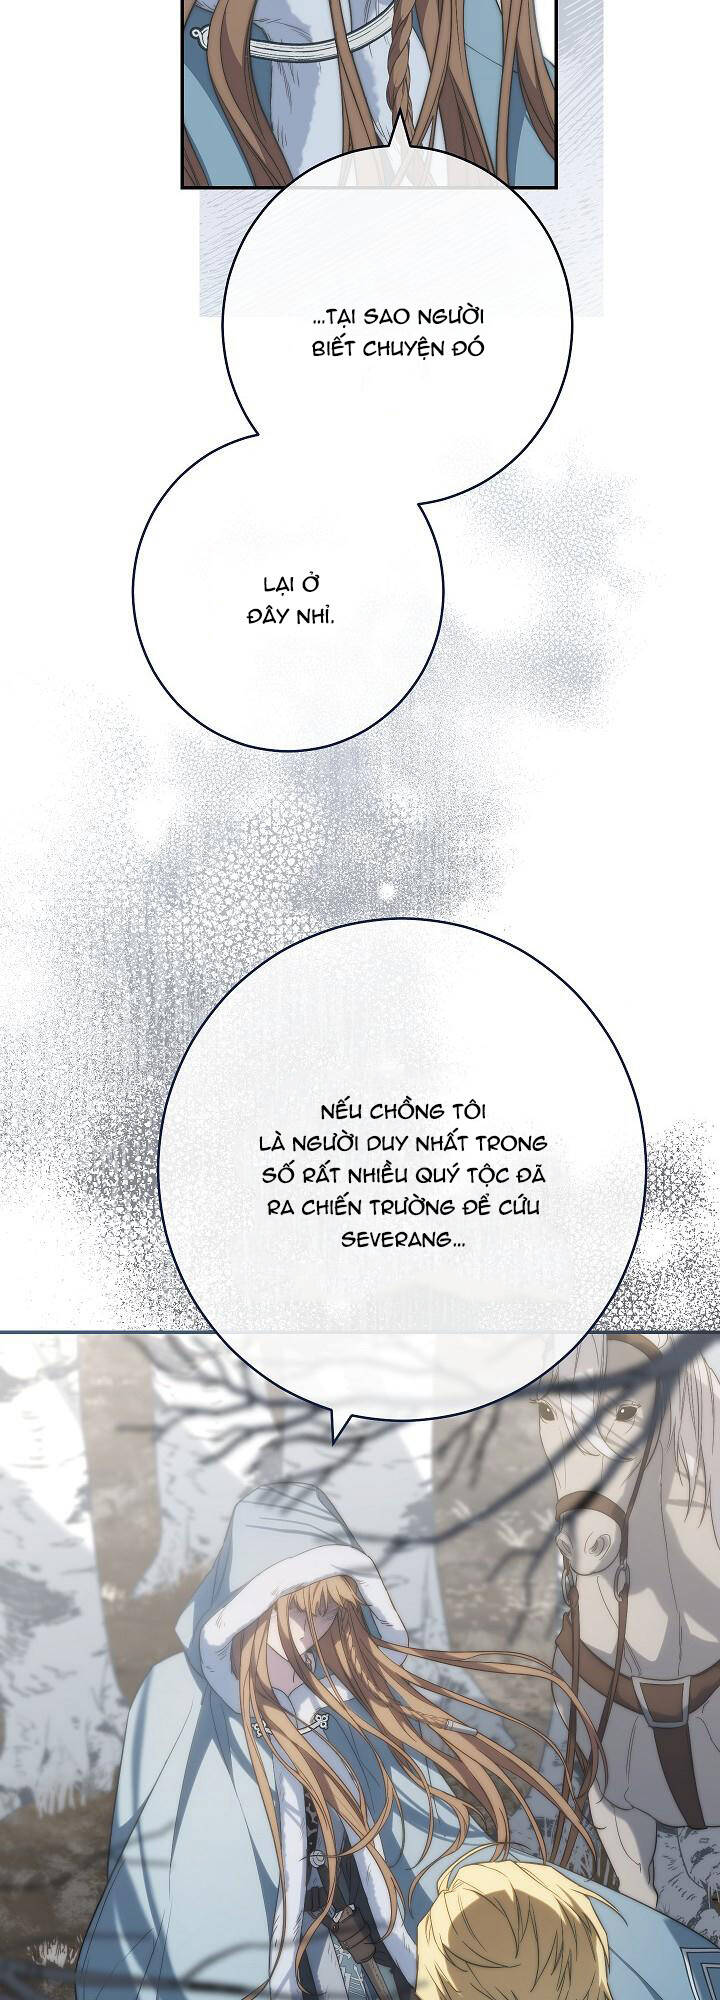 ...TẠI SAO NGƯỜI
BIẾT CHUYỆN ĐÓ
LẠI Ở
ĐÂY NHỈ.
NẾU CHỒNG TÔI
LÀ NGƯỜI DUY NHẤT TRONG
SỐ RẤT NHIỀU QUÝ TỘC ĐÃ
RA CHIẾN TRƯỜNG ĐỂ CỨU
SEVERANG...